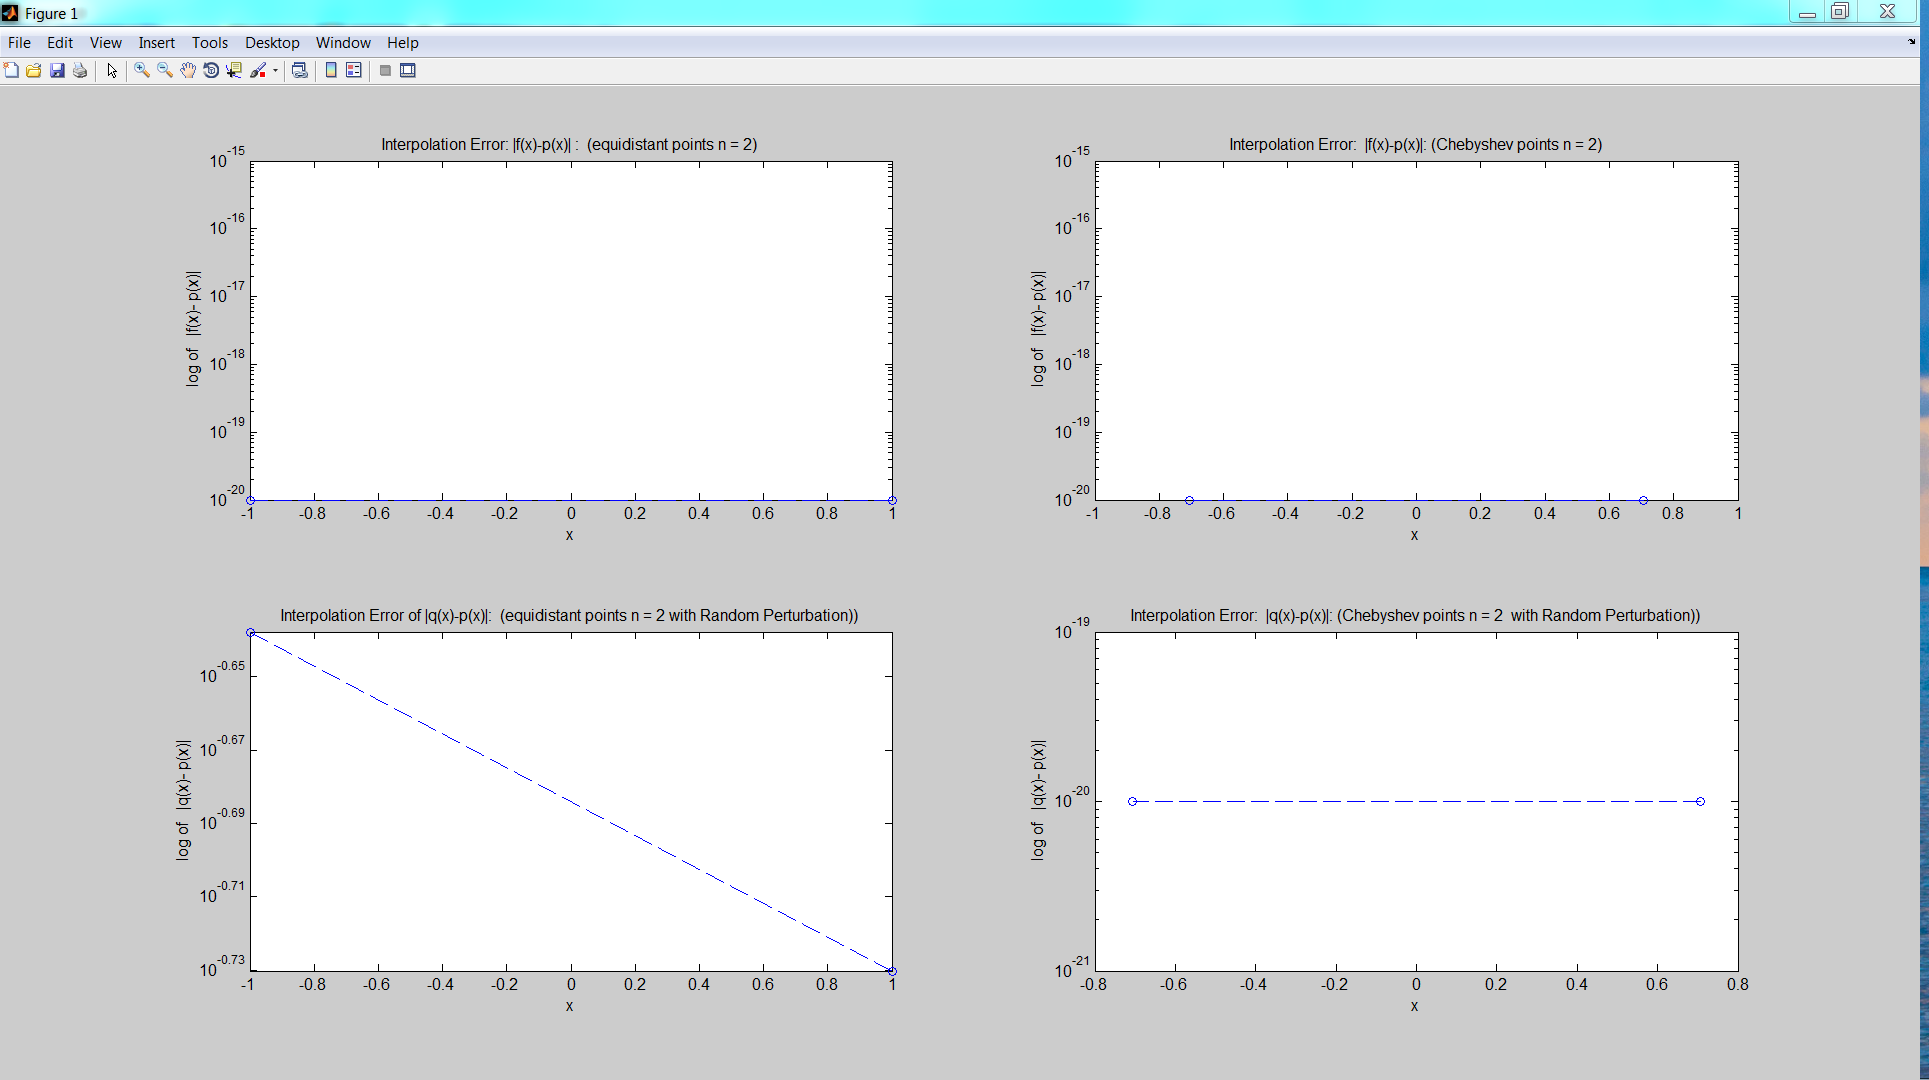 Figure 1
File Edit View Insert Tools Desktop Window Help
Interpolation Error: |f(x)-p(x)| : (equidistant points n = 2)
10^-15
10^-16
10^-17
10^-18
10^-19
10^-20
log of |f(x)- p(x)|
-1 -0.8 -0.6 -0.4 -0.2 0 0.2 0.4 0.6 0.8 1
x
Interpolation Error: |f(x)-p(x)|: (Chebyshev points n = 2)
10^-15
10^-16
10^-17
10^-18
10^-19
10^-20
log of |f(x)- p(x)|
-1 -0.8 -0.6 -0.4 -0.2 0 0.2 0.4 0.6 0.8 1
x
Interpolation Error of |q(x)-p(x)|: (equidistant points n = 2 with Random Perturbation))
10^-0.65
10^-0.67
10^-0.69
10^-0.71
10^-0.73
log of |q(x)- p(x)|
-1 -0.8 -0.6 -0.4 -0.2 0 0.2 0.4 0.6 0.8 1
x
Interpolation Error: |q(x)-p(x)|: (Chebyshev points n = 2 with Random Perturbation))
10^-19
10^-20
10^-21
log of |q(x)- p(x)|
-0.8 -0.6 -0.4 -0.2 0 0.2 0.4 0.6 0.8
x